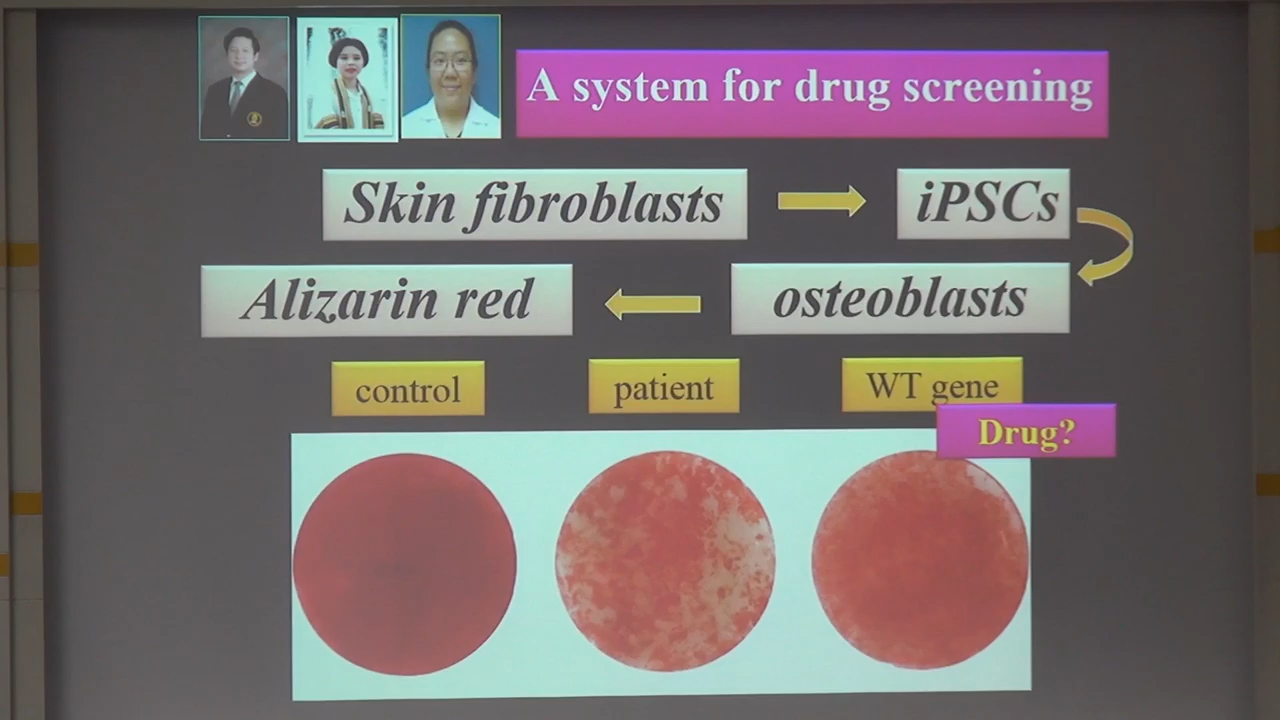 A system for drug screening
Skin fibroblasts
iPSCs
Alizarin red
osteoblasts
control
patient
WT gene
Drug?